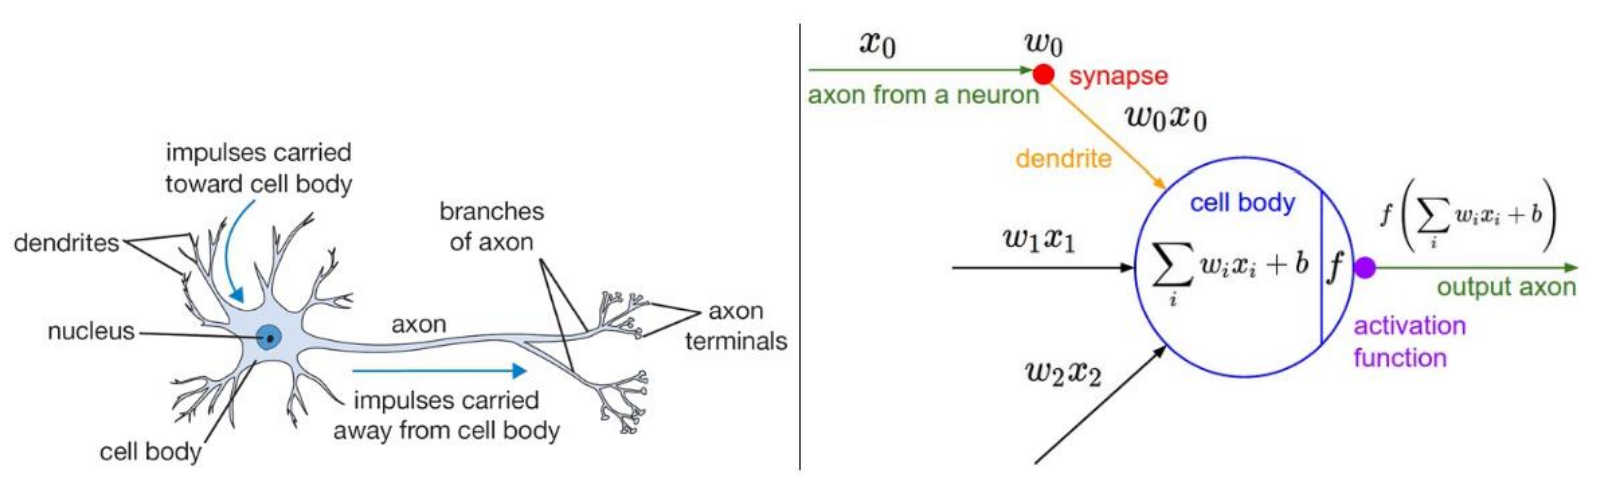 impulses carried
toward cell body
dendrites
branches
of axon
nucleus
axon
axon
terminals
impulses carried
away from cell body
cell body
x₀
w₀
synapse
axon from a neuron
w₀x₀
dendrite
cell body
f(∑ᵢ wᵢxᵢ + b)
w₁x₁
∑ᵢ wᵢxᵢ + b
f
output axon
activation
function
w₂x₂